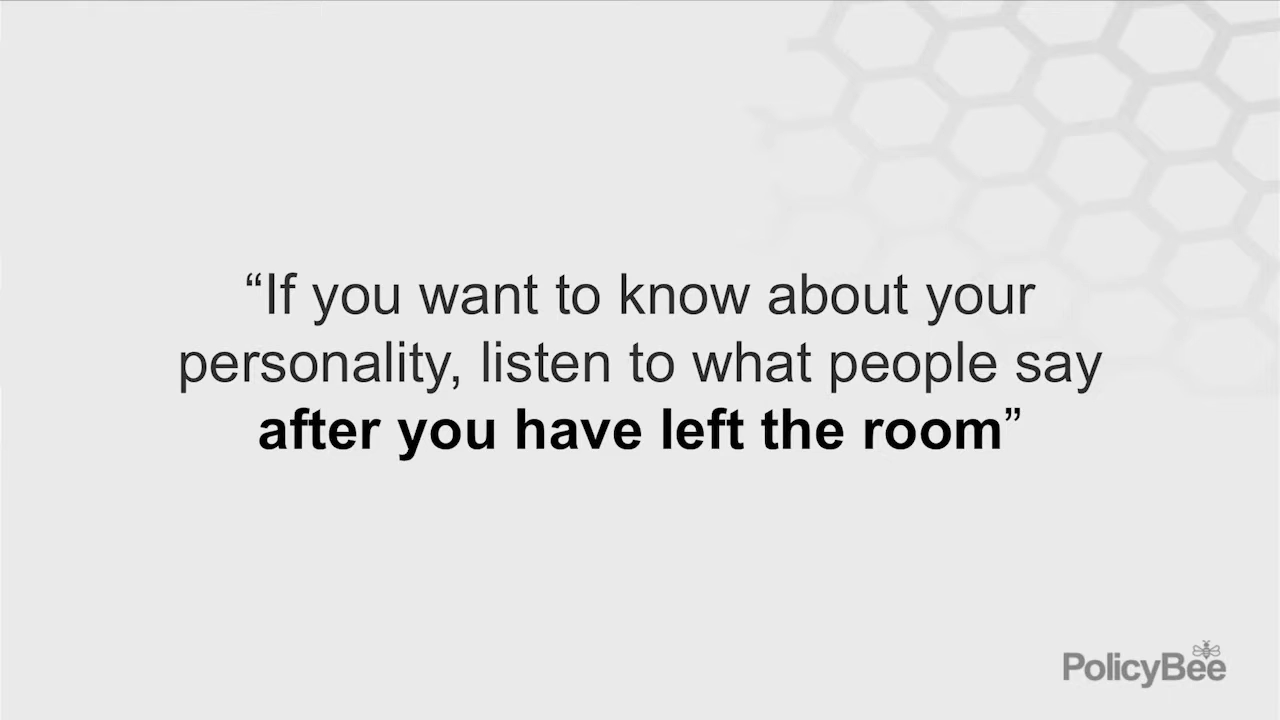 “If you want to know about your
personality, listen to what people say
after you have left the room”
PolicyBee